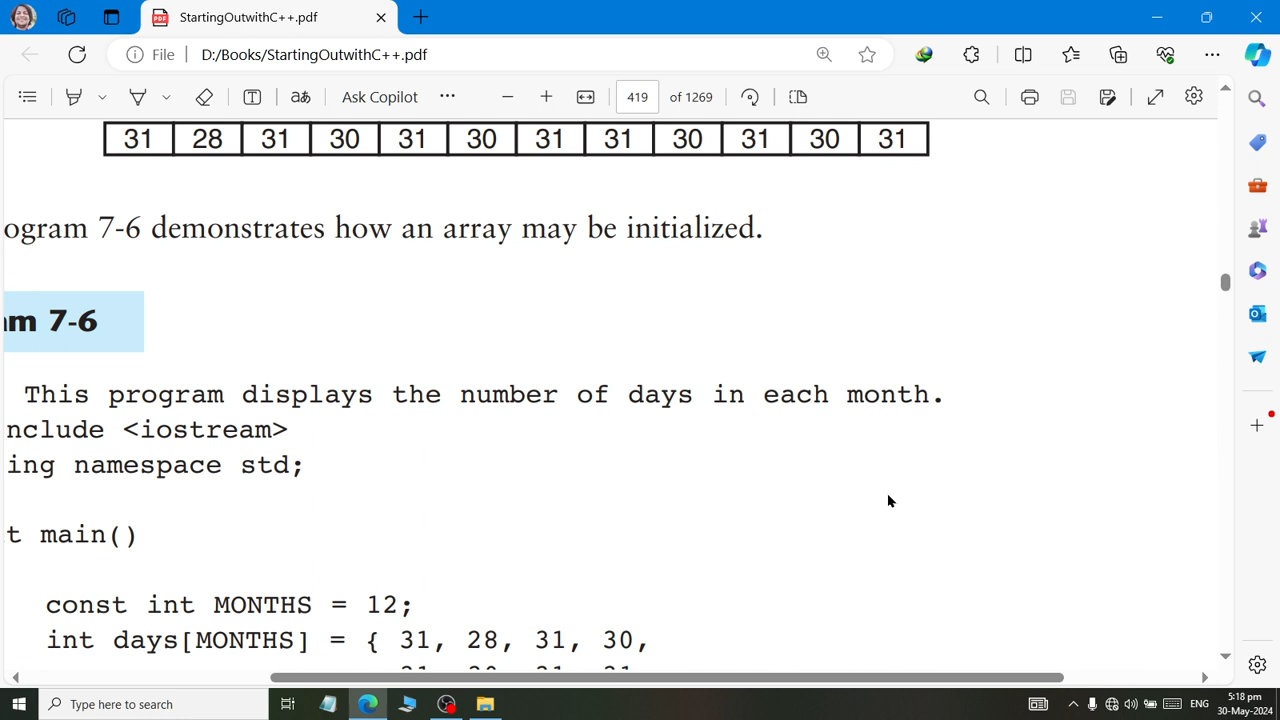 StartingOutwithC++.pdf
File D:/Books/StartingOutwithC++.pdf
aあ Ask Copilot 419 of 1269
31 28 31 30 31 30 31 31 30 31 30 31
ogram 7-6 demonstrates how an array may be initialized.
m 7-6
This program displays the number of days in each month.
nclude <iostream>
ing namespace std;
t main()
const int MONTHS = 12;
int days[MONTHS] = { 31, 28, 31, 30,
Type here to search
ENG
5:18 pm
30-May-2024